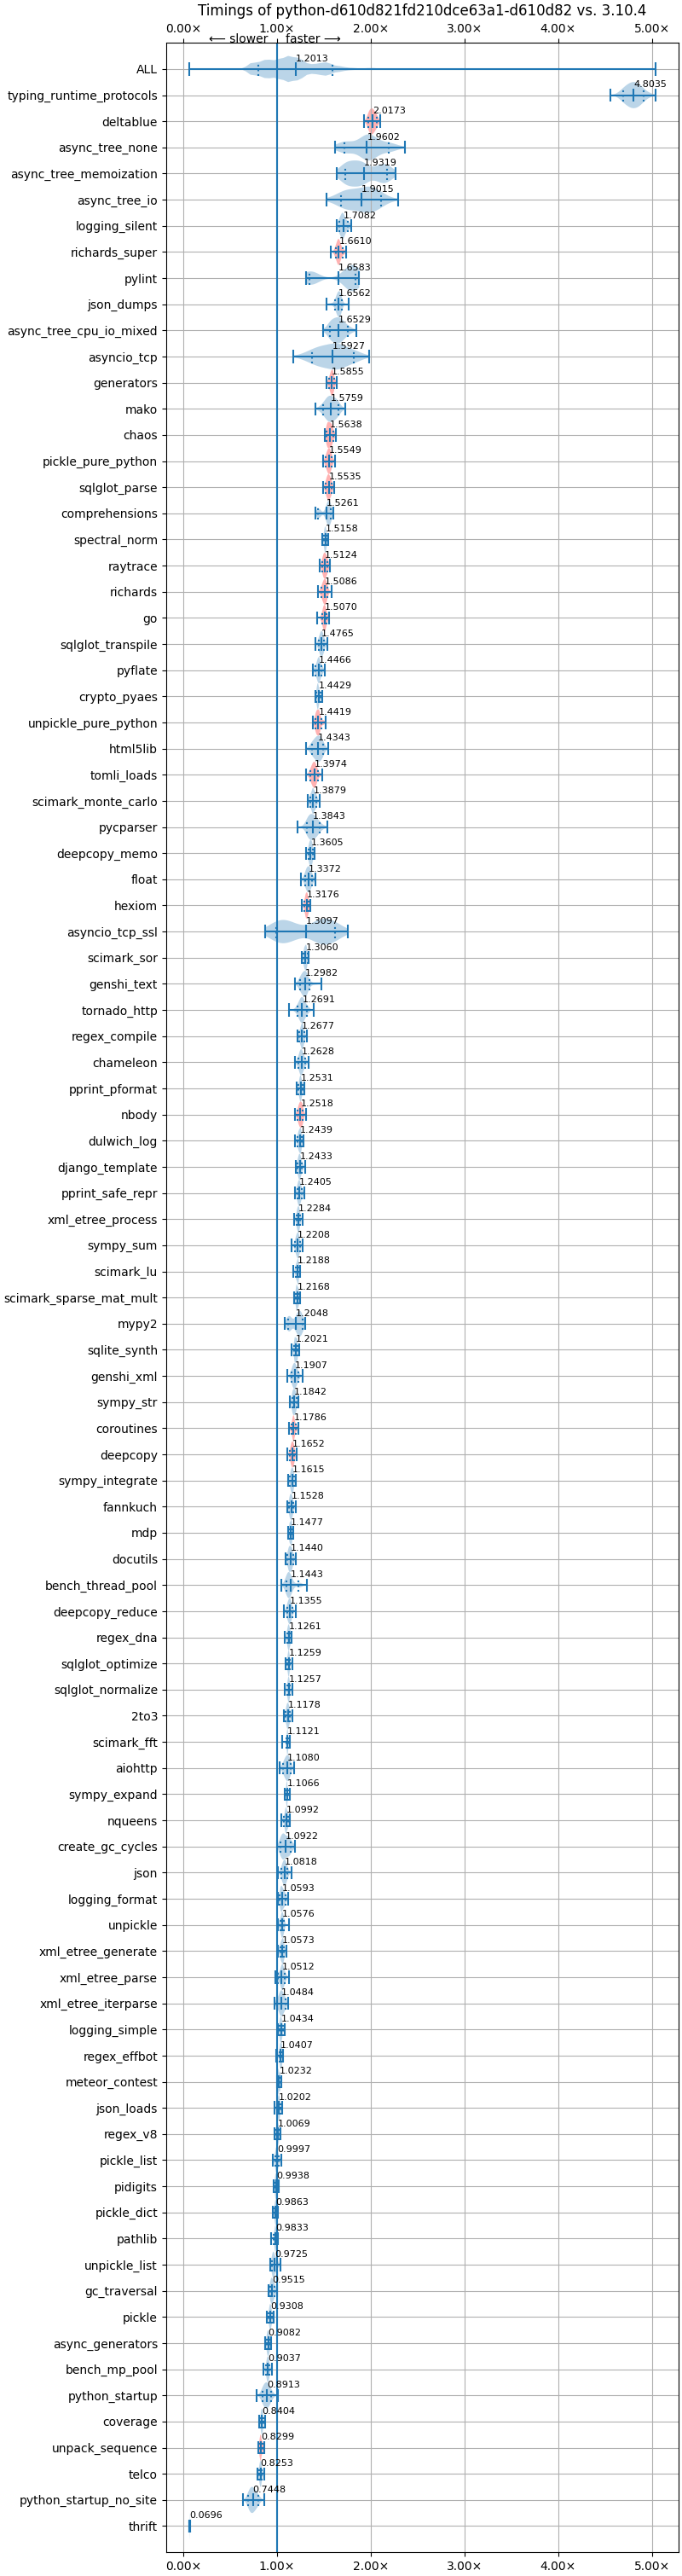 Timings of python-d610d821fd210dce63a1-d610d82 vs. 3.10.4
0.00× 1.00× 2.00× 3.00× 4.00× 5.00×
⟵ slower faster ⟶
ALL 1.2013
typing_runtime_protocols 4.8035
deltablue 2.0173
async_tree_none 1.9602
async_tree_memoization 1.9319
async_tree_io 1.9015
logging_silent 1.7082
richards_super 1.6610
pylint 1.6583
json_dumps 1.6562
async_tree_cpu_io_mixed 1.6529
asyncio_tcp 1.5927
generators 1.5855
mako 1.5759
chaos 1.5638
pickle_pure_python 1.5549
sqlglot_parse 1.5535
comprehensions 1.5261
spectral_norm 1.5158
raytrace 1.5124
richards 1.5086
go 1.5070
sqlglot_transpile 1.4765
pyflate 1.4466
crypto_pyaes 1.4429
unpickle_pure_python 1.4419
html5lib 1.4343
tomli_loads 1.3974
scimark_monte_carlo 1.3879
pycparser 1.3843
deepcopy_memo 1.3605
float 1.3372
hexiom 1.3176
asyncio_tcp_ssl 1.3097
scimark_sor 1.3060
genshi_text 1.2982
tornado_http 1.2691
regex_compile 1.2677
chameleon 1.2628
pprint_pformat 1.2531
nbody 1.2518
dulwich_log 1.2439
django_template 1.2433
pprint_safe_repr 1.2405
xml_etree_process 1.2284
sympy_sum 1.2208
scimark_lu 1.2188
scimark_sparse_mat_mult 1.2168
mypy2 1.2048
sqlite_synth 1.2021
genshi_xml 1.1907
sympy_str 1.1842
coroutines 1.1786
deepcopy 1.1652
sympy_integrate 1.1615
fannkuch 1.1528
mdp 1.1477
docutils 1.1440
bench_thread_pool 1.1443
deepcopy_reduce 1.1355
regex_dna 1.1261
sqlglot_optimize 1.1259
sqlglot_normalize 1.1257
2to3 1.1178
scimark_fft 1.1121
aiohttp 1.1080
sympy_expand 1.1066
nqueens 1.0992
create_gc_cycles 1.0922
json 1.0818
logging_format 1.0593
unpickle 1.0576
xml_etree_generate 1.0573
xml_etree_parse 1.0512
xml_etree_iterparse 1.0484
logging_simple 1.0434
regex_effbot 1.0407
meteor_contest 1.0232
json_loads 1.0202
regex_v8 1.0069
pickle_list 0.9997
pidigits 0.9938
pickle_dict 0.9863
pathlib 0.9833
unpickle_list 0.9725
gc_traversal 0.9515
pickle 0.9308
async_generators 0.9082
bench_mp_pool 0.9037
python_startup 0.8913
coverage 0.8404
unpack_sequence 0.8299
telco 0.8253
python_startup_no_site 0.7448
thrift 0.0696
0.00× 1.00× 2.00× 3.00× 4.00× 5.00×